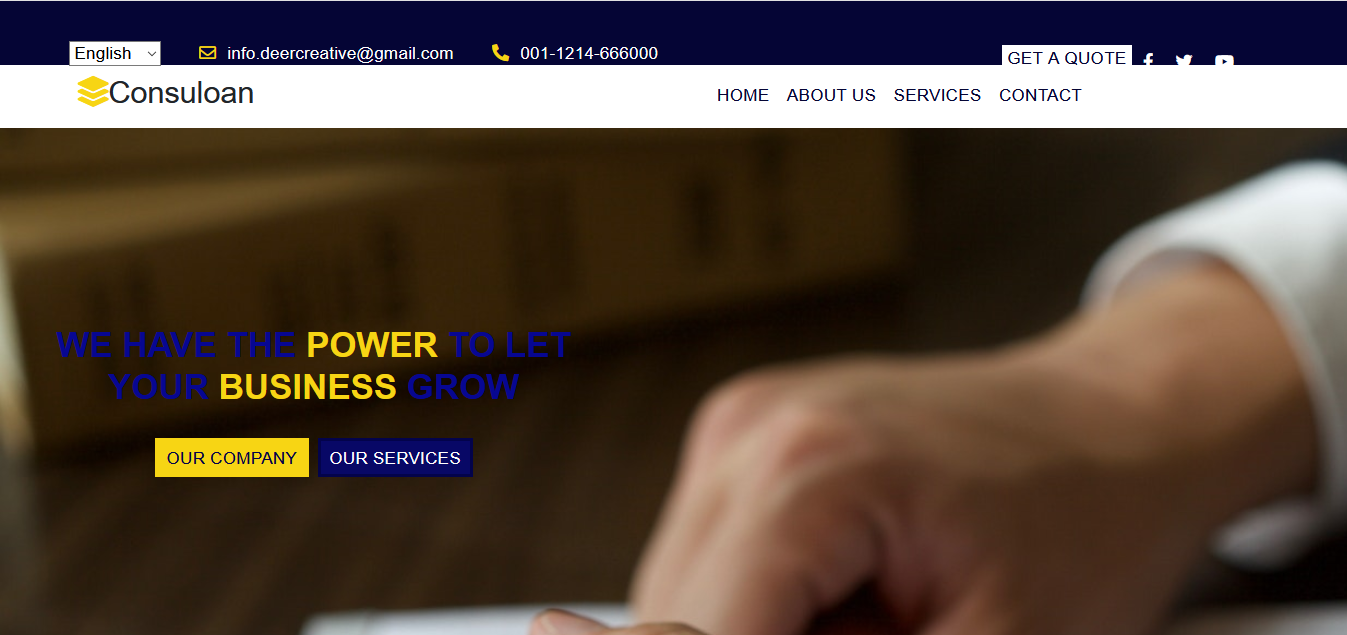 English info.deercreative@gmail.com 001-1214-666000 GET A QUOTE
Consuloan HOME ABOUT US SERVICES CONTACT
WE HAVE THE POWER TO LET
YOUR BUSINESS GROW
OUR COMPANY OUR SERVICES